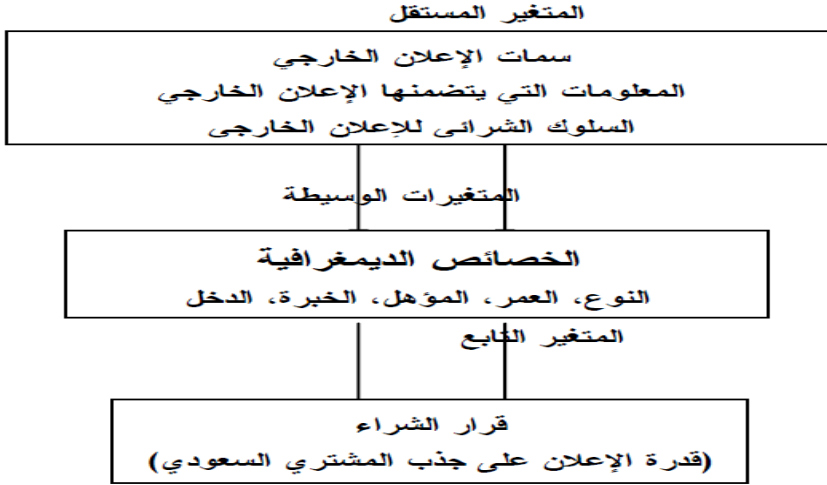 المتغير المستقل
سمات الإعلان الخارجي
المعلومات التي يتضمنها الإعلان الخارجي
السلوك الشرائى للإعلان الخارجى
المتغيرات الوسيطة
الخصائص الديمغرافية
النوع، العمر، المؤهل، الخبرة، الدخل
المتغير التابع
قرار الشراء
(قدرة الإعلان على جذب المشتري السعودي)